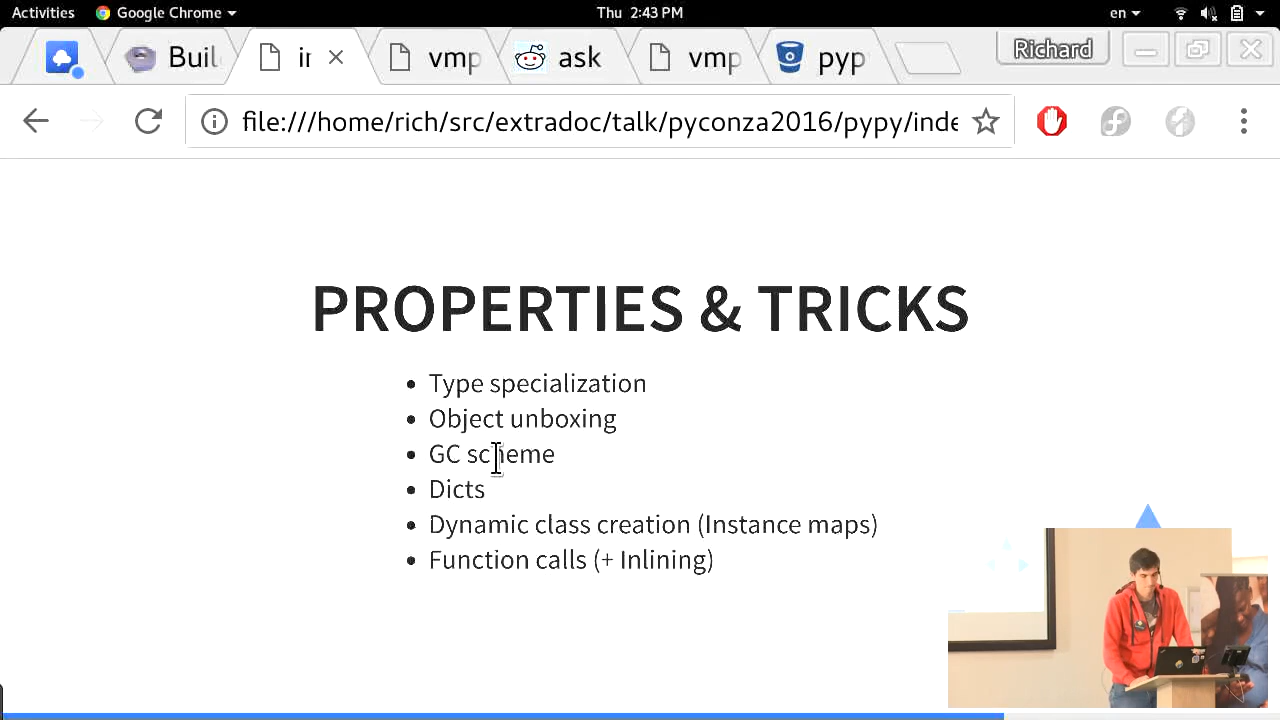 Activities Google Chrome Thu 2:43 PM en
Buil ir vmp ask vmp pyp Richard
file:///home/rich/src/extradoc/talk/pyconza2016/pypy/inde
PROPERTIES & TRICKS
Type specialization
Object unboxing
GC scheme
Dicts
Dynamic class creation (Instance maps)
Function calls (+ Inlining)